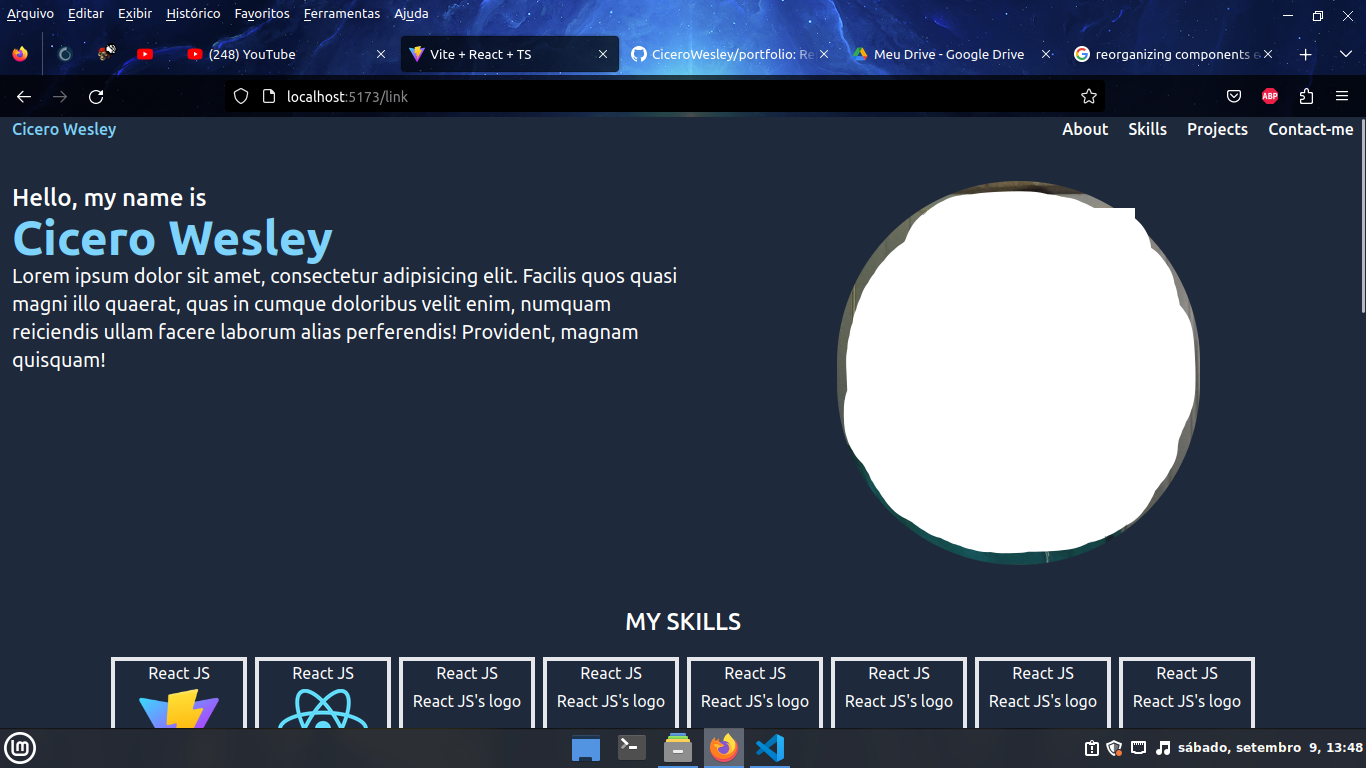 Arquivo Editar Exibir Histórico Favoritos Ferramentas Ajuda
(248) YouTube Vite + React + TS CiceroWesley/portfolio: Re Meu Drive - Google Drive reorganizing components e
localhost:5173/link ABP
Cicero Wesley About Skills Projects Contact-me
Hello, my name is
Cicero Wesley
Lorem ipsum dolor sit amet, consectetur adipisicing elit. Facilis quos quasi
magni illo quaerat, quas in cumque doloribus velit enim, numquam
reiciendis ullam facere laborum alias perferendis! Provident, magnam
quisquam!
MY SKILLS
React JS React JS React JS React JS React JS React JS React JS React JS
React JS's logo React JS's logo React JS's logo React JS's logo React JS's logo React JS's logo
sábado, setembro 9, 13:48